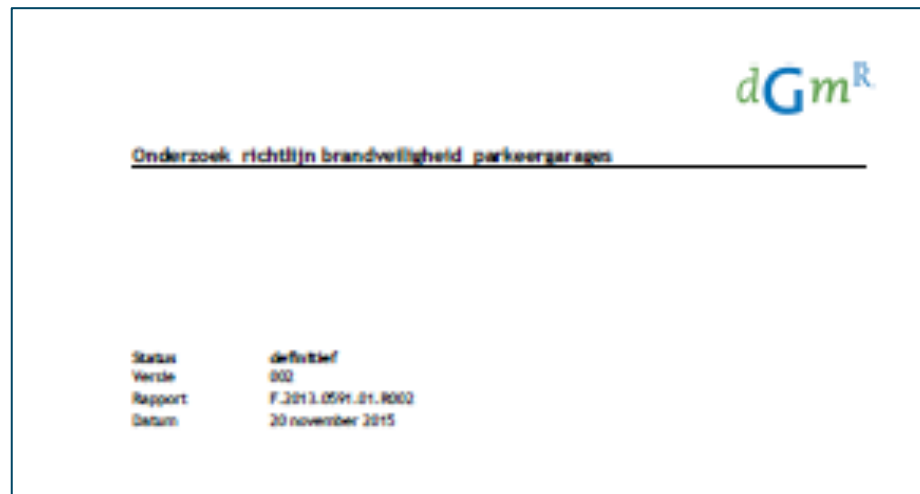 dGmR
Onderzoek richtlijn brandveiligheid parkeergarages
Status definitief
Versie 002
Rapport F.2013.0591.01.R002
Datum 20 november 2015